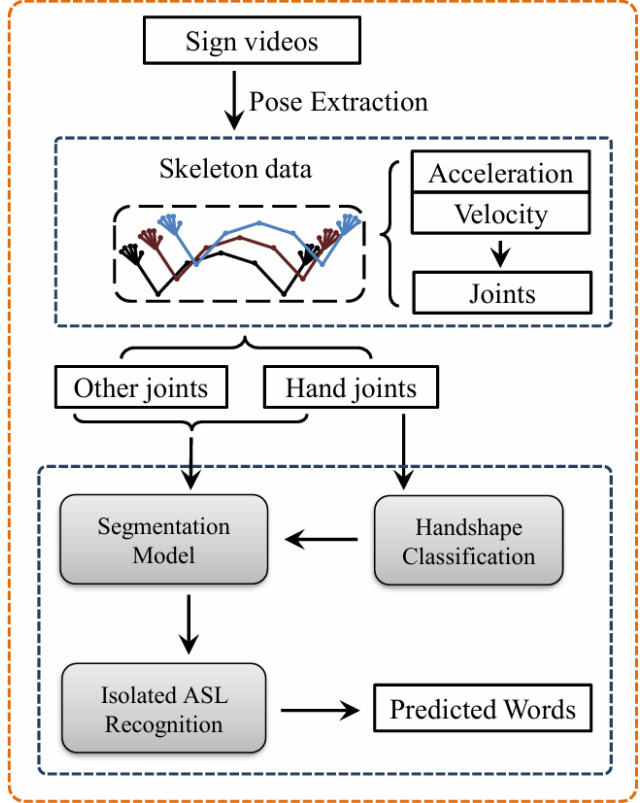 Sign videos
Pose Extraction
Skeleton data
Acceleration
Velocity
Joints
Other joints
Hand joints
Segmentation
Model
Handshape
Classification
Isolated ASL
Recognition
Predicted Words